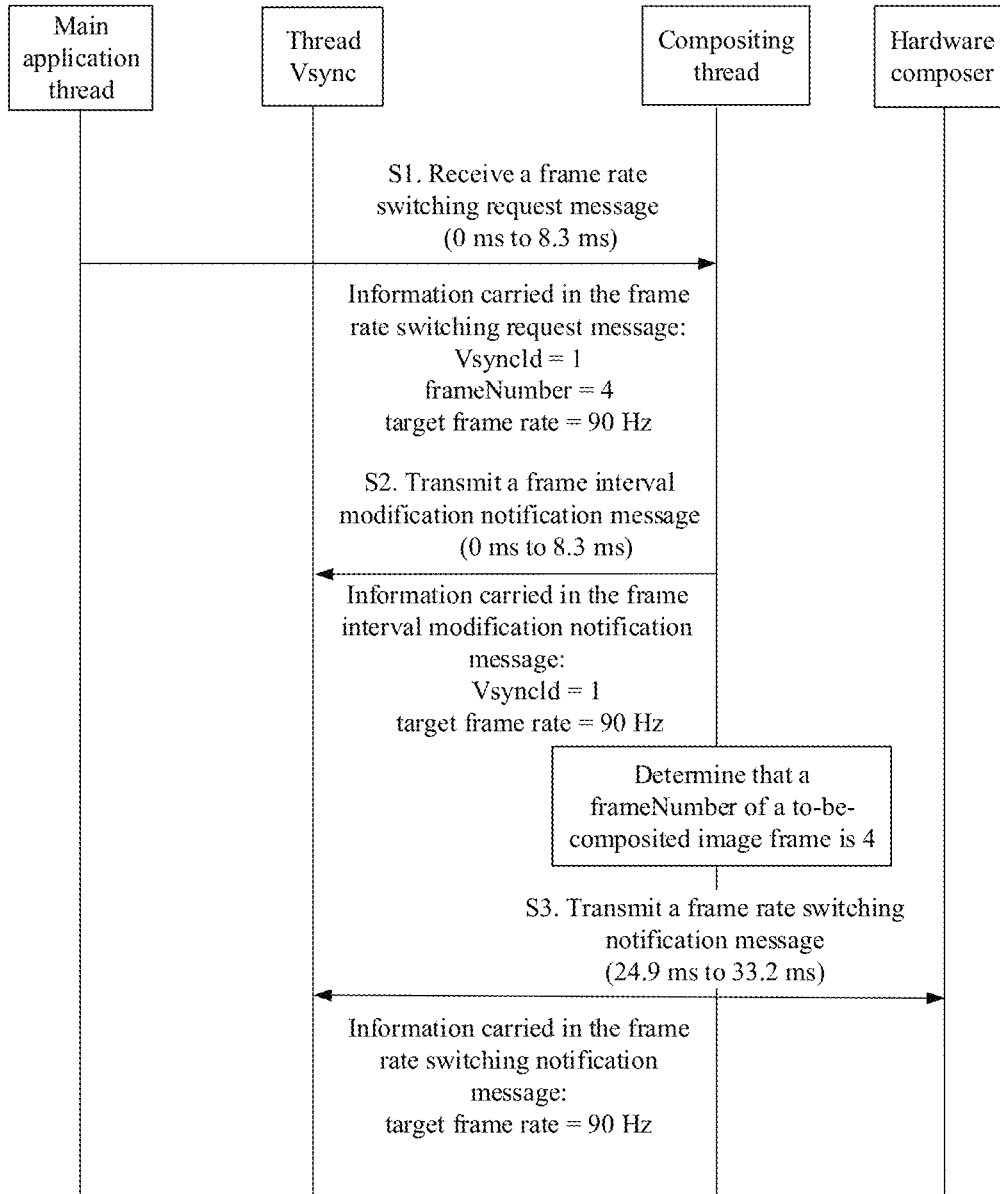 Main
application
thread
Thread
Vsync
Compositing
thread
Hardware
composer
S1. Receive a frame rate
switching request message
(0 ms to 8.3 ms)
Information carried in the frame
rate switching request message:
VsyncId = 1
frameNumber = 4
target frame rate = 90 Hz
S2. Transmit a frame interval
modification notification message
(0 ms to 8.3 ms)
Information carried in the frame
interval modification notification
message:
VsyncId = 1
target frame rate = 90 Hz
Determine that a
frameNumber of a to-be-
composited image frame is 4
S3. Transmit a frame rate switching
notification message
(24.9 ms to 33.2 ms)
Information carried in the frame
rate switching notification
message:
target frame rate = 90 Hz